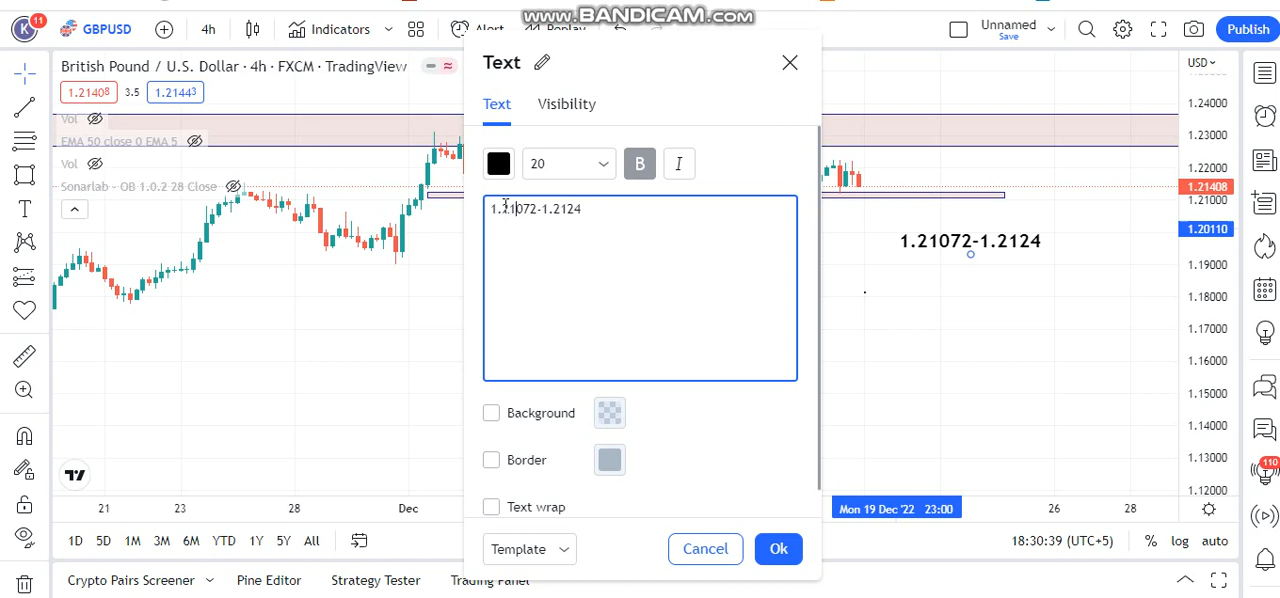 www.BANDICAM.com
K 11 GBPUSD 4h Indicators Alert Replay Unnamed Save Publish
British Pound / U.S. Dollar · 4h · FXCM · TradingView
1.21408 3.5 1.21443
Vol
EMA 50 close 0 EMA 5
Vol
Sonarlab - OB 1.0.2 28 Close
Text
Text Visibility
20 B I
1.21072-1.2124
Background
Border
Text wrap
Template Cancel Ok
1.21072-1.2124
USD
1.24000
1.23000
1.22000
1.21408
1.21000
1.20110
1.19000
1.18000
1.17000
1.16000
1.15000
1.14000
1.13000
1.12000
110
21 23 28 Dec Mon 19 Dec '22 23:00 26 28
1D 5D 1M 3M 6M YTD 1Y 5Y All 18:30:39 (UTC+5) % log auto
Crypto Pairs Screener Pine Editor Strategy Tester Trading Panel